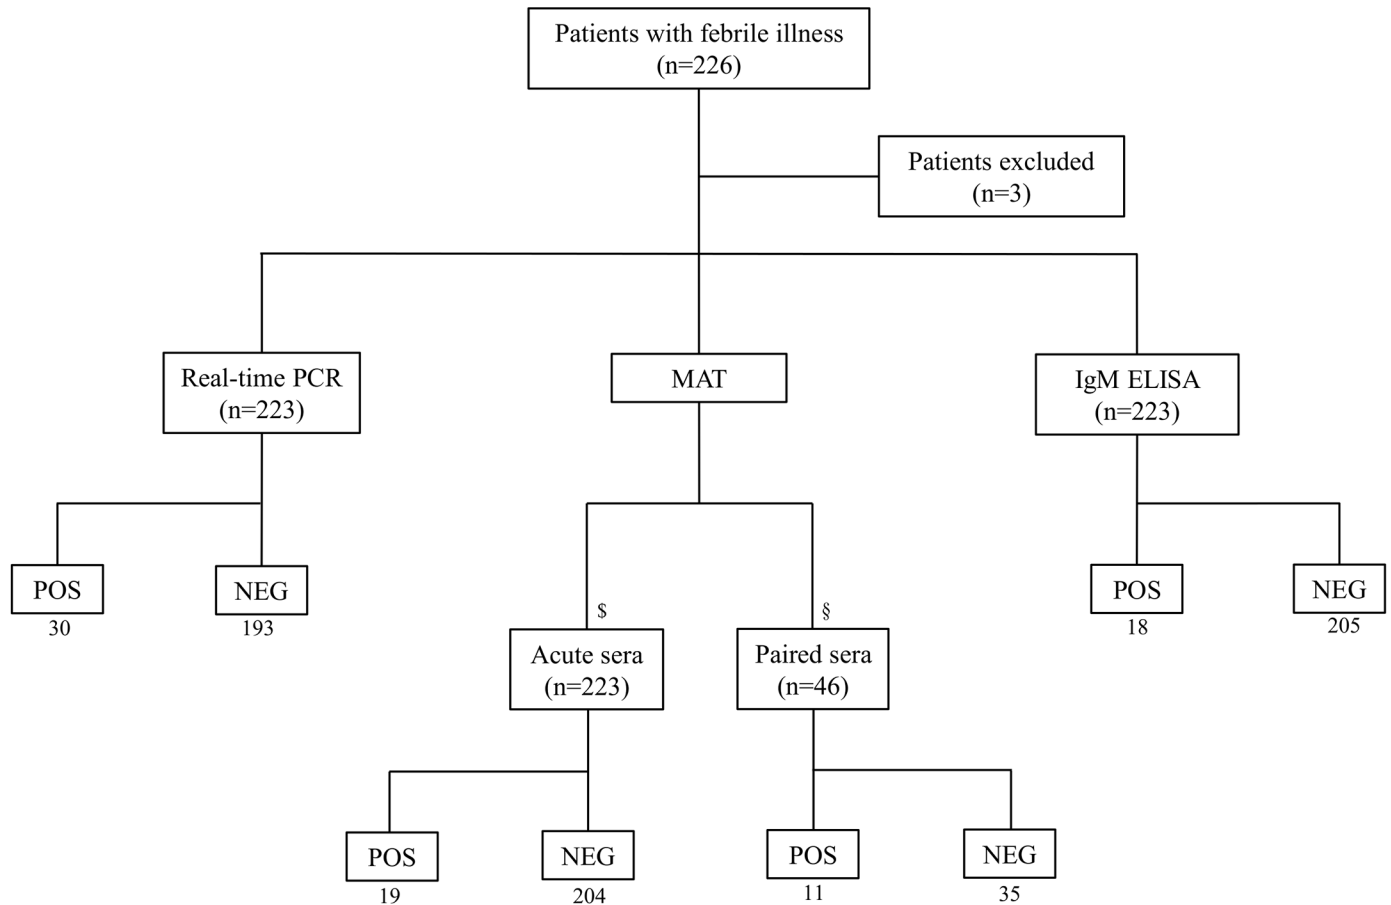 Patients with febrile illness
(n=226)
Patients excluded
(n=3)
Real-time PCR
(n=223)
MAT
IgM ELISA
(n=223)
POS
30
NEG
193
POS
18
NEG
205
$
§
Acute sera
(n=223)
Paired sera
(n=46)
POS
19
NEG
204
POS
11
NEG
35